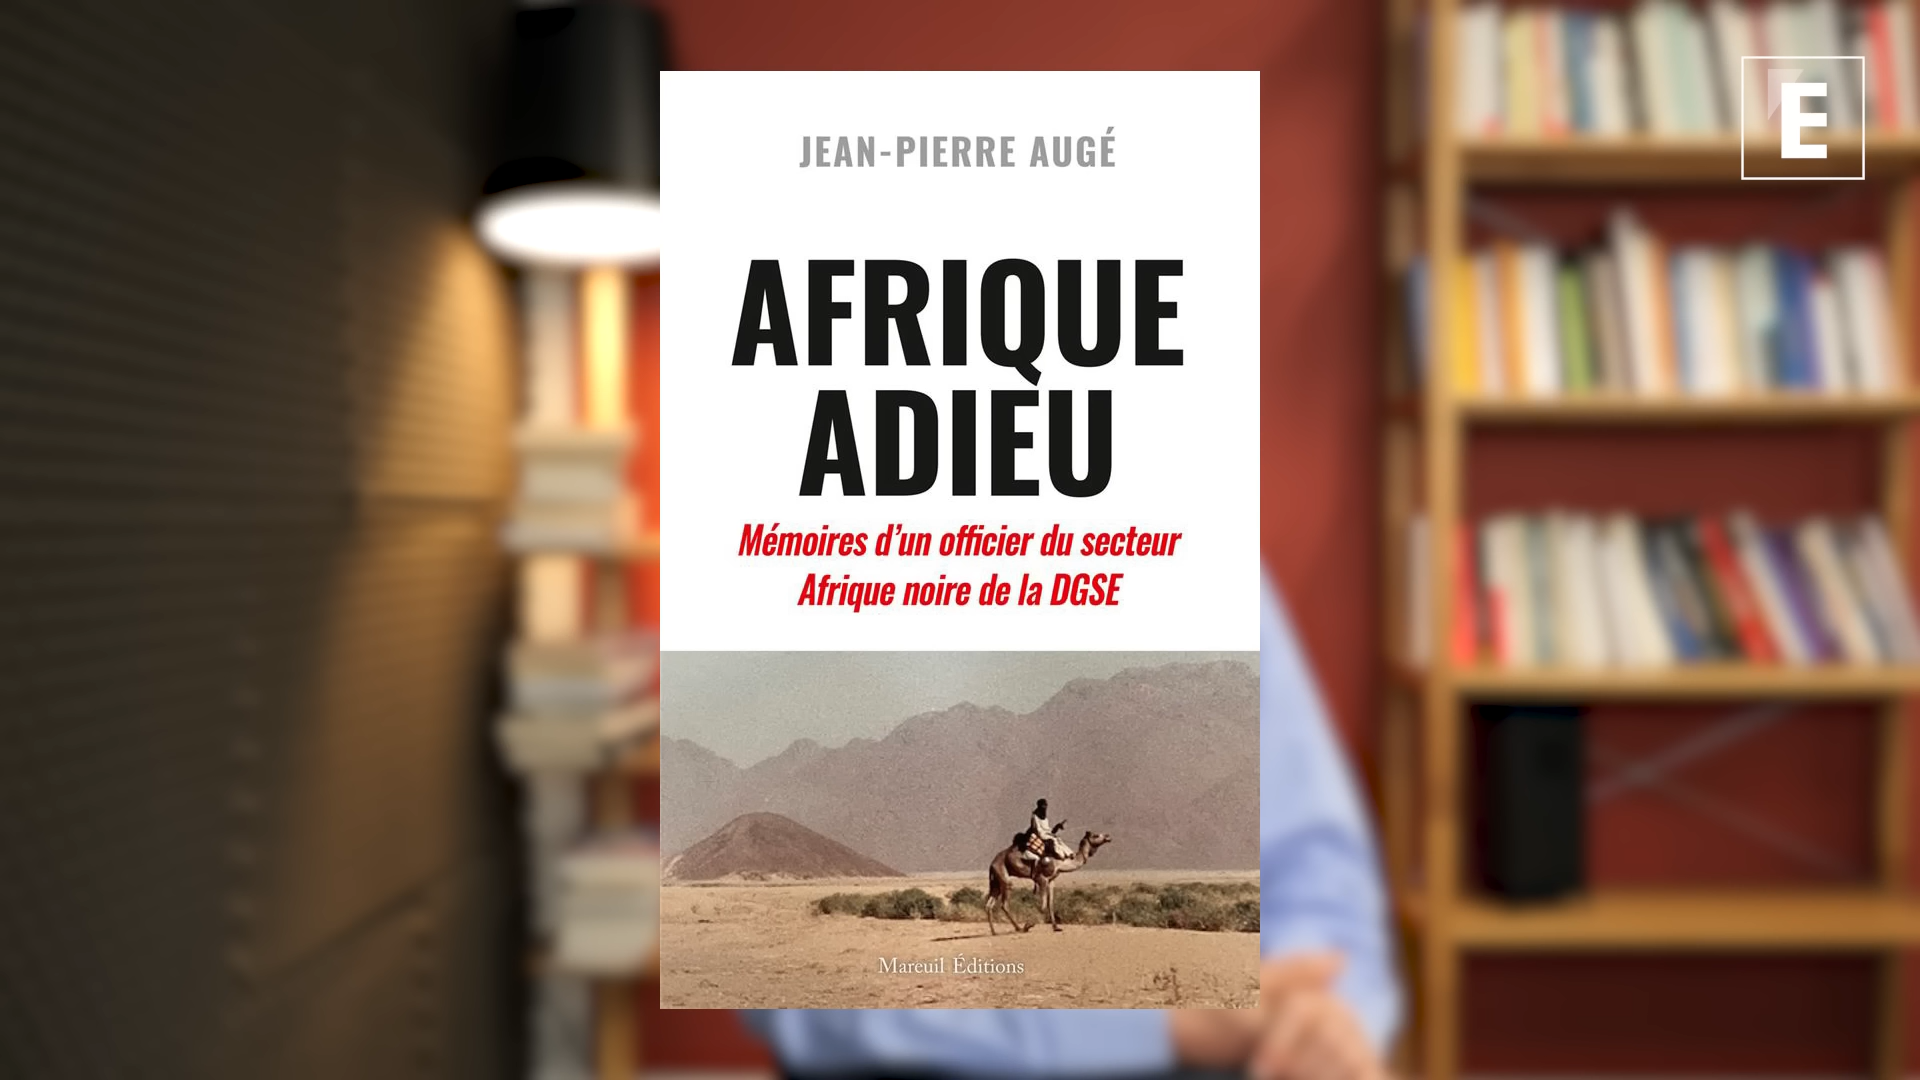 JEAN-PIERRE AUGÉ
AFRIQUE
ADIEU
Mémoires d’un officier du secteur
Afrique noire de la DGSE
Mareuil Éditions
E